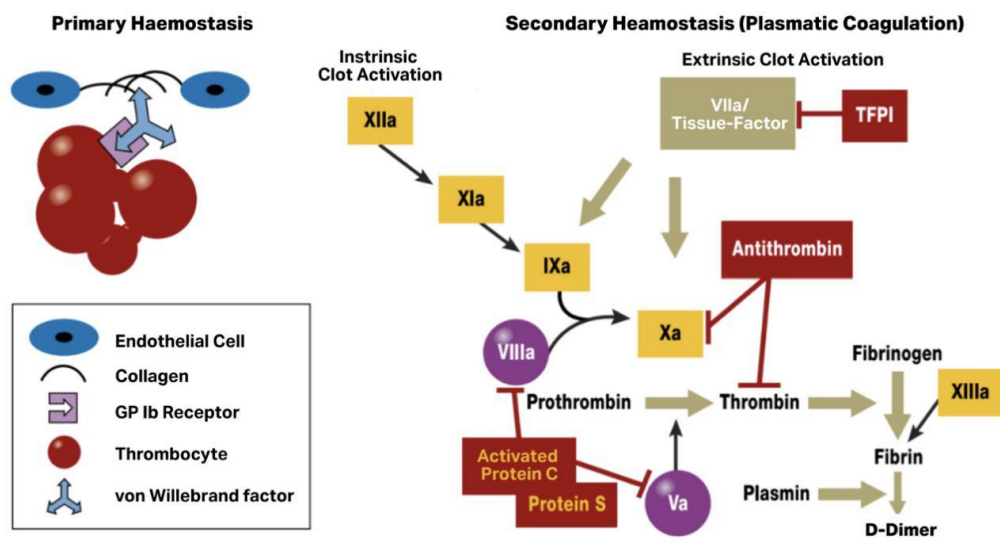 Primary Haemostasis
Secondary Heamostasis (Plasmatic Coagulation)
Instrinsic
Clot Activation
Extrinsic Clot Activation
XIIa
VIIa/
Tissue-Factor
TFPI
XIa
IXa
Antithrombin
Xa
VIIIa
Fibrinogen
XIIIa
Prothrombin
Thrombin
Fibrin
Activated
Protein C
Protein S
Va
Plasmin
D-Dimer
Endothelial Cell
Collagen
GP Ib Receptor
Thrombocyte
von Willebrand factor